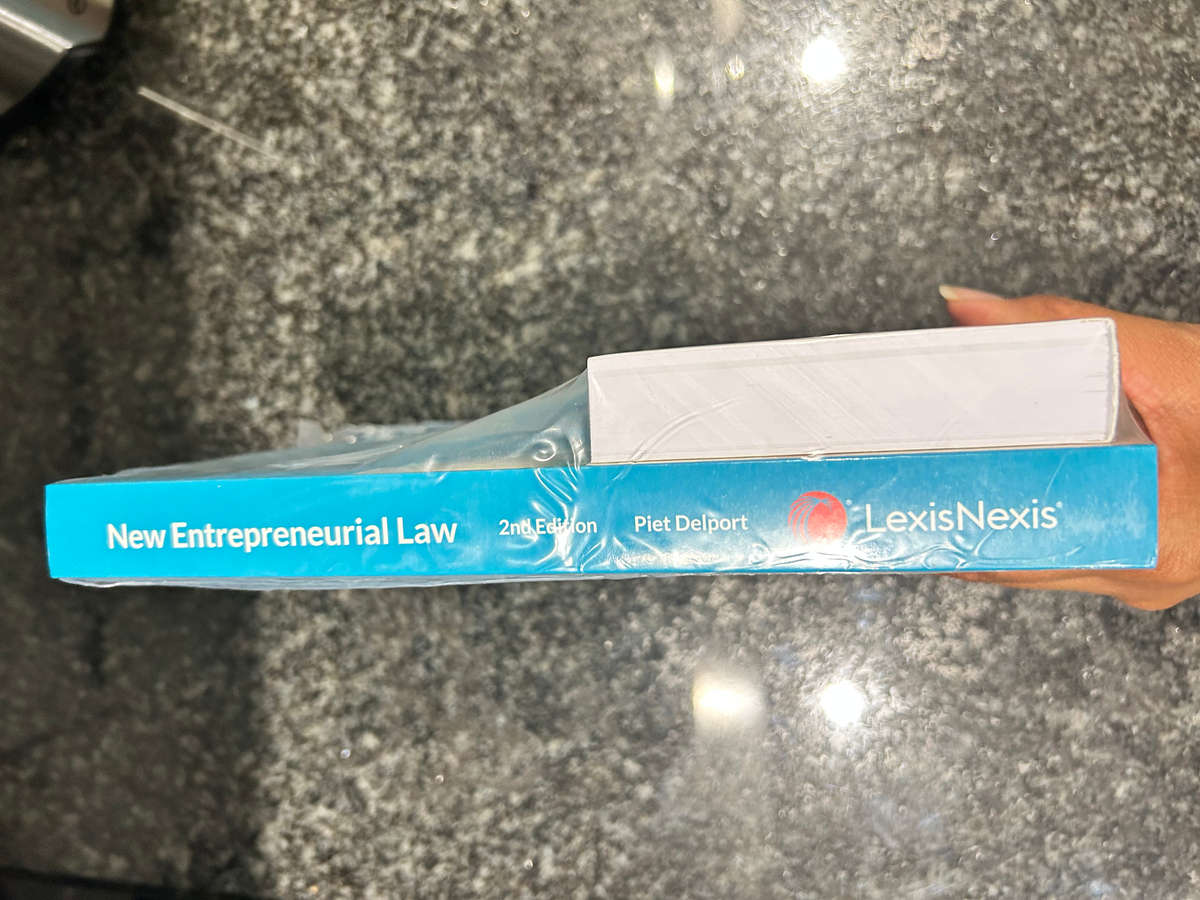 New Entrepreneurial Law 2nd Edition Piet Delport LexisNexis®